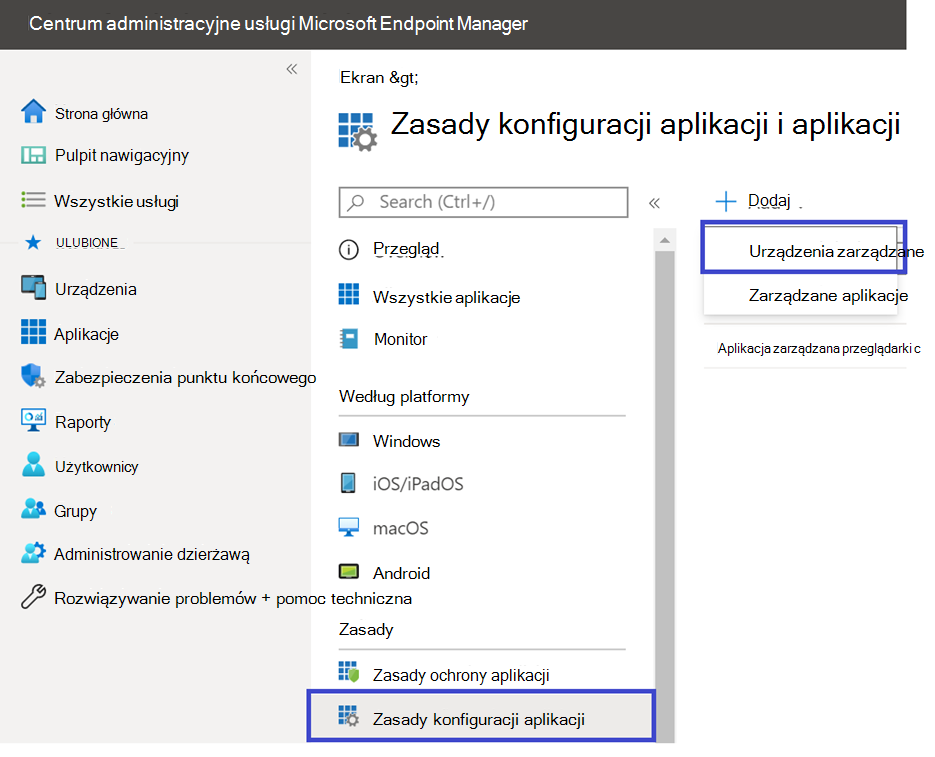 Centrum administracyjne usługi Microsoft Endpoint Manager
Strona główna
Pulpit nawigacyjny
Wszystkie usługi
ULUBIONE
Urządzenia
Aplikacje
Zabezpieczenia punktu końcowego
Raporty
Użytkownicy
Grupy
Administrowanie dzierżawą
Rozwiązywanie problemów + pomoc techniczna
Ekran &gt;
Zasady konfiguracji aplikacji i aplikacji
Search (Ctrl+/)
Przegląd
Wszystkie aplikacje
Monitor
Według platformy
Windows
iOS/iPadOS
macOS
Android
Zasady
Zasady ochrony aplikacji
Zasady konfiguracji aplikacji
Dodaj
Urządzenia zarządzane
Zarządzane aplikacje
Aplikacja zarządzana przeglądarki c